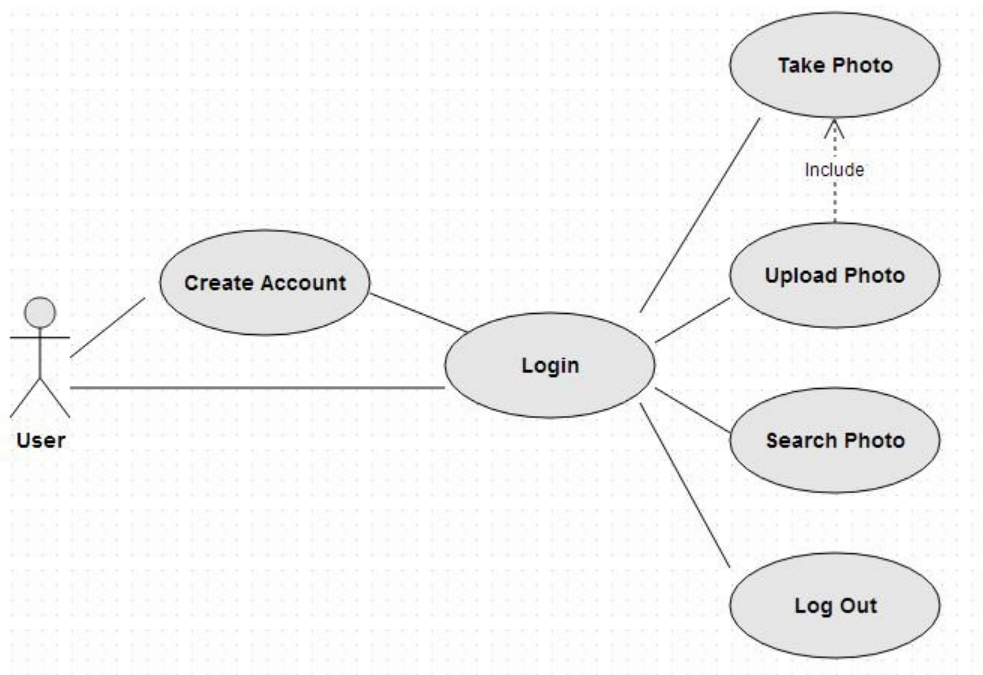 Take Photo
Include
Upload Photo
Create Account
Login
User
Search Photo
Log Out